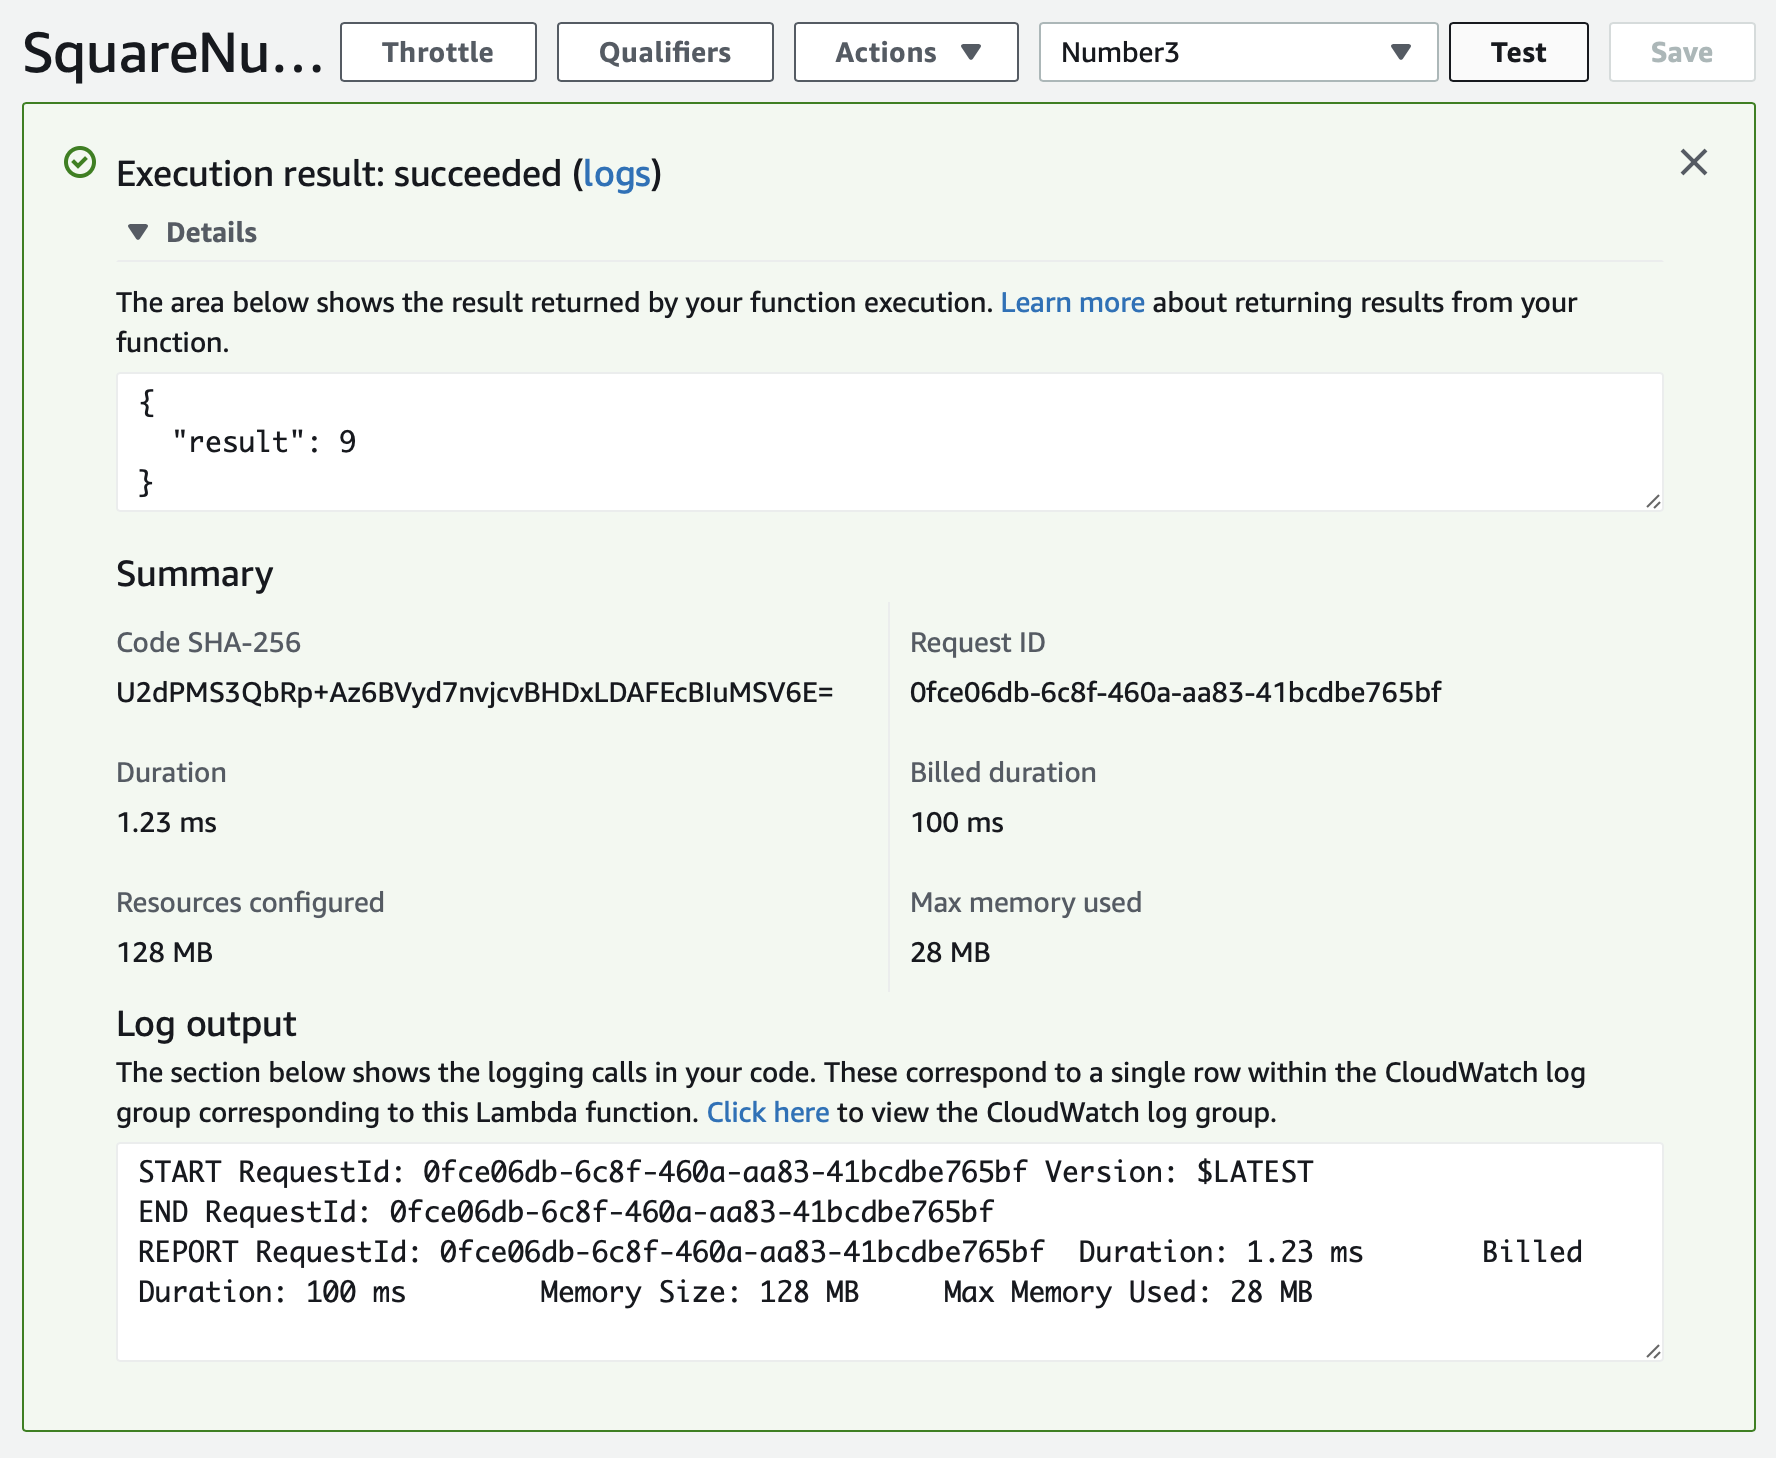 SquareNu... Throttle Qualifiers Actions Number3 Test Save
Execution result: succeeded (logs)
Details
The area below shows the result returned by your function execution. Learn more about returning results from your
function.
{
"result": 9
}
Summary
Code SHA-256
U2dPMS3QbRp+Az6BVyd7nvjcvBHDxLDAFEcBIuMSV6E=
Request ID
0fce06db-6c8f-460a-aa83-41bcdbe765bf
Duration
1.23 ms
Billed duration
100 ms
Resources configured
128 MB
Max memory used
28 MB
Log output
The section below shows the logging calls in your code. These correspond to a single row within the CloudWatch log
group corresponding to this Lambda function. Click here to view the CloudWatch log group.
START RequestId: 0fce06db-6c8f-460a-aa83-41bcdbe765bf Version: $LATEST
END RequestId: 0fce06db-6c8f-460a-aa83-41bcdbe765bf
REPORT RequestId: 0fce06db-6c8f-460a-aa83-41bcdbe765bf Duration: 1.23 ms Billed
Duration: 100 ms Memory Size: 128 MB Max Memory Used: 28 MB